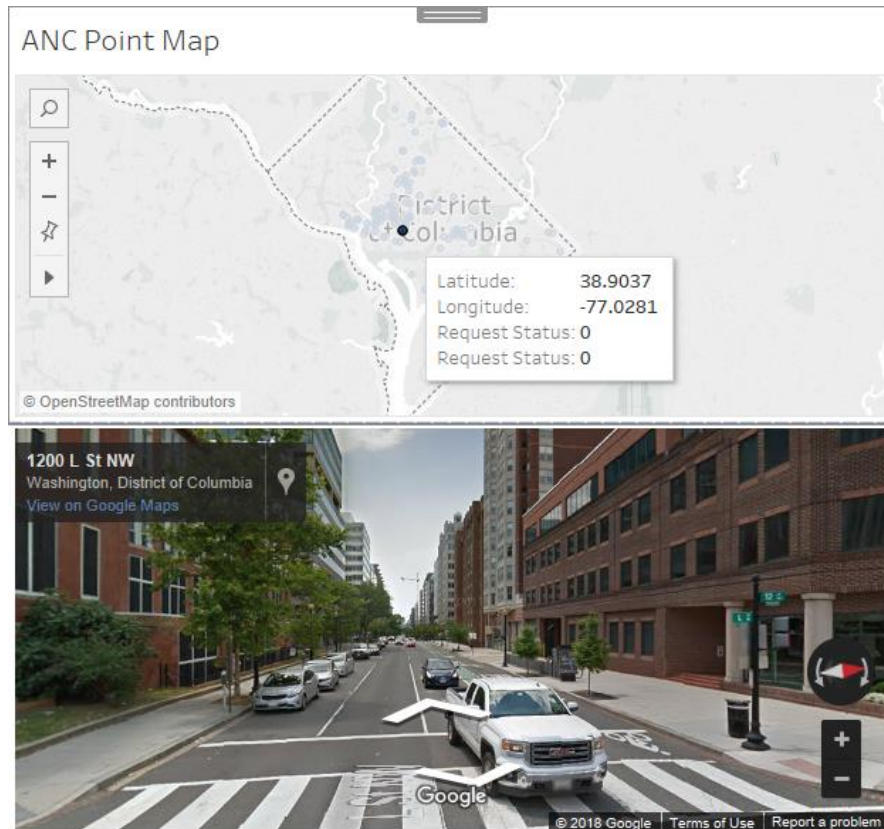 ANC Point Map
District
of Columbia
Latitude: 38.9037
Longitude: -77.0281
Request Status: 0
Request Status: 0
© OpenStreetMap contributors
1200 L St NW
Washington, District of Columbia
View on Google Maps
L St NW
Google
© 2018 Google Terms of Use Report a problem